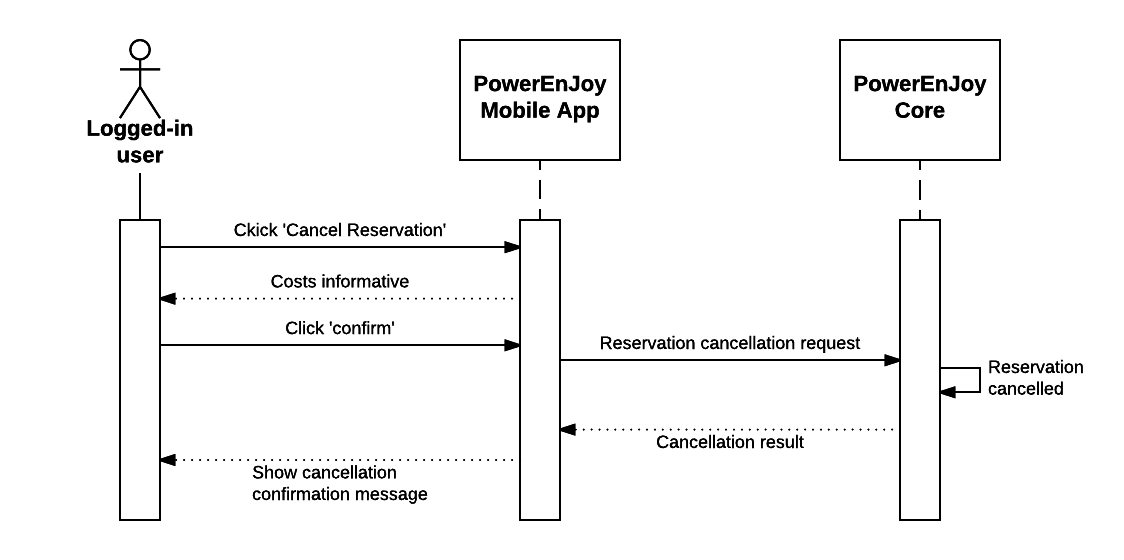 Logged-in
user
PowerEnJoy
Mobile App
PowerEnJoy
Core
Ckick 'Cancel Reservation'
Costs informative
Click 'confirm'
Reservation cancellation request
Reservation
cancelled
Cancellation result
Show cancellation
confirmation message